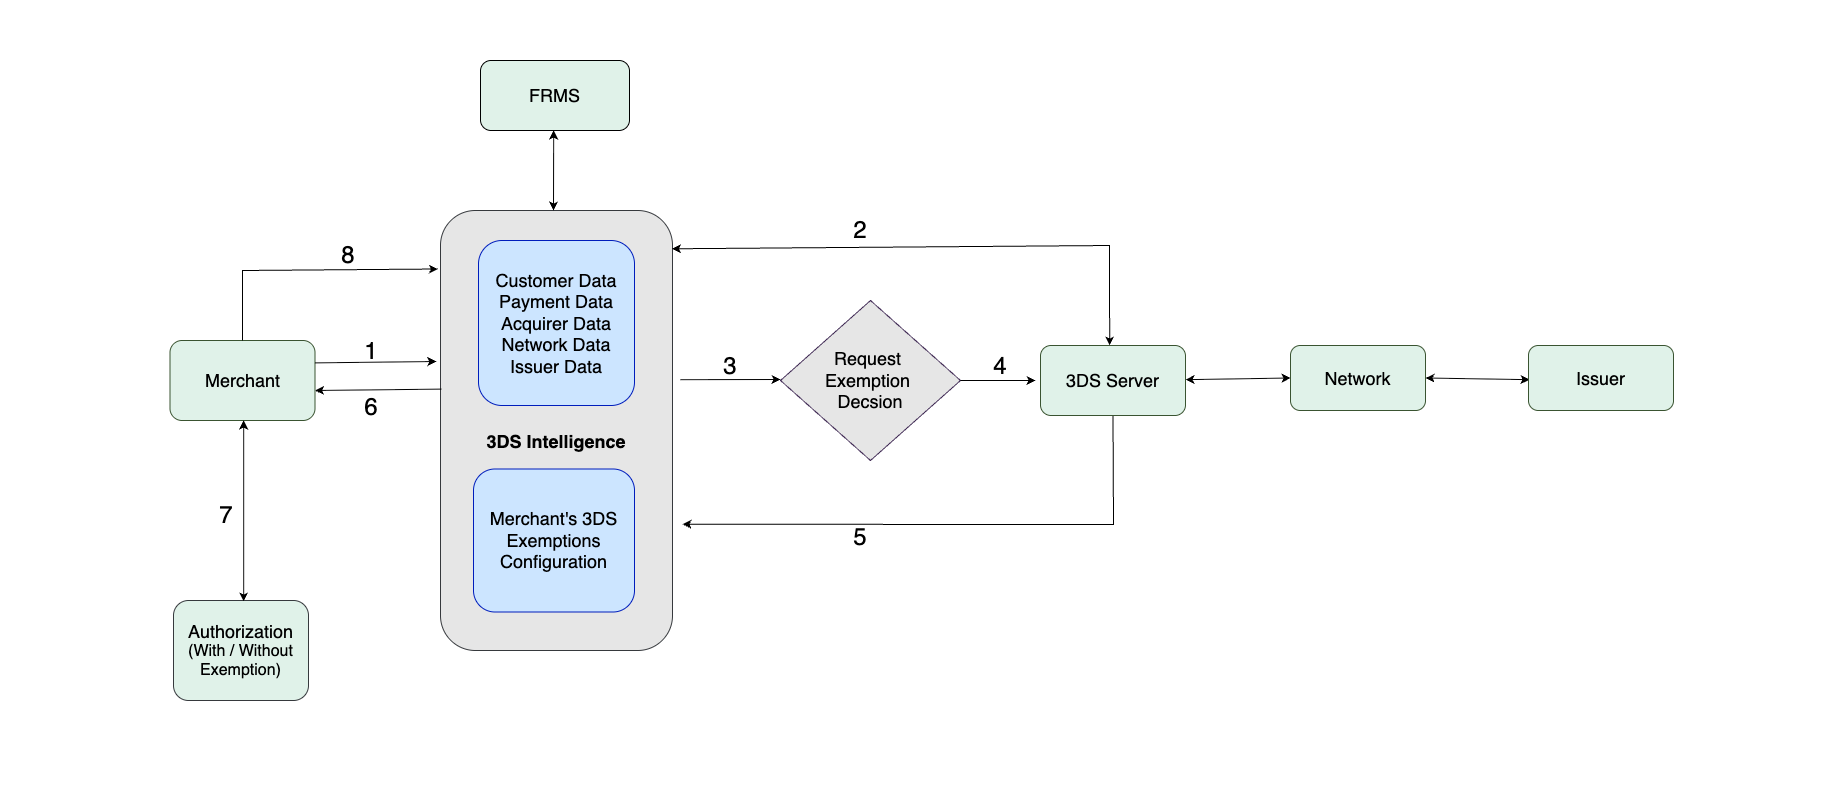 FRMS
2
8
Customer Data
Payment Data
Acquirer Data
Network Data
Issuer Data
1
Merchant
6
3
Request
Exemption
Decsion
4
3DS Server
Network
Issuer
3DS Intelligence
7
Merchant's 3DS
Exemptions
Configuration
5
Authorization
(With / Without
Exemption)